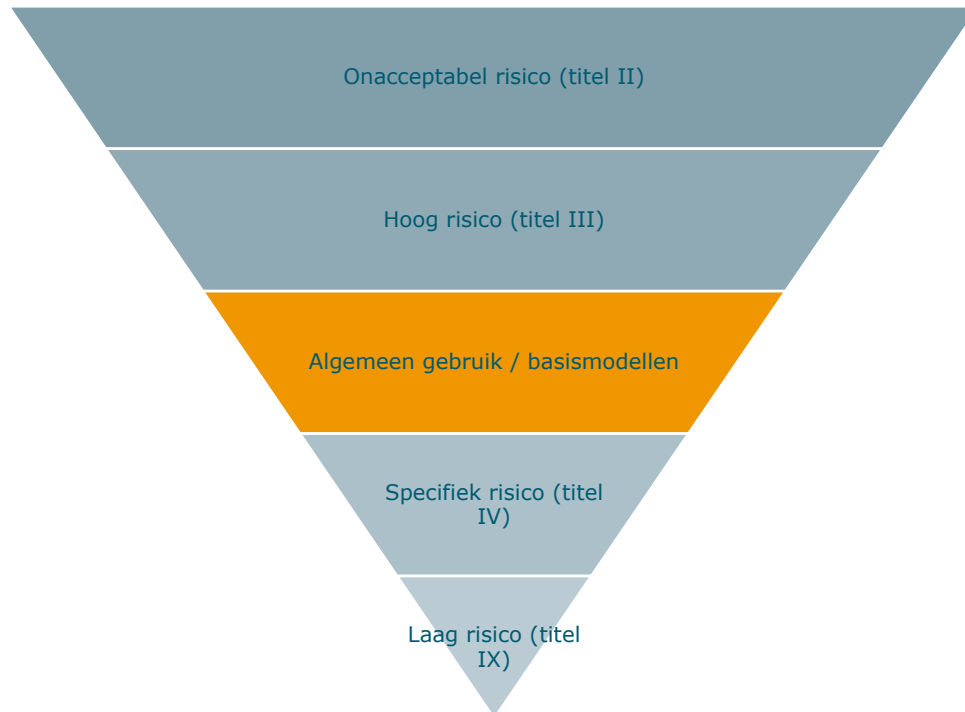 Onacceptabel risico (titel II)
Hoog risico (titel III)
Algemeen gebruik / basismodellen
Specifiek risico (titel
IV)
Laag risico (titel
IX)